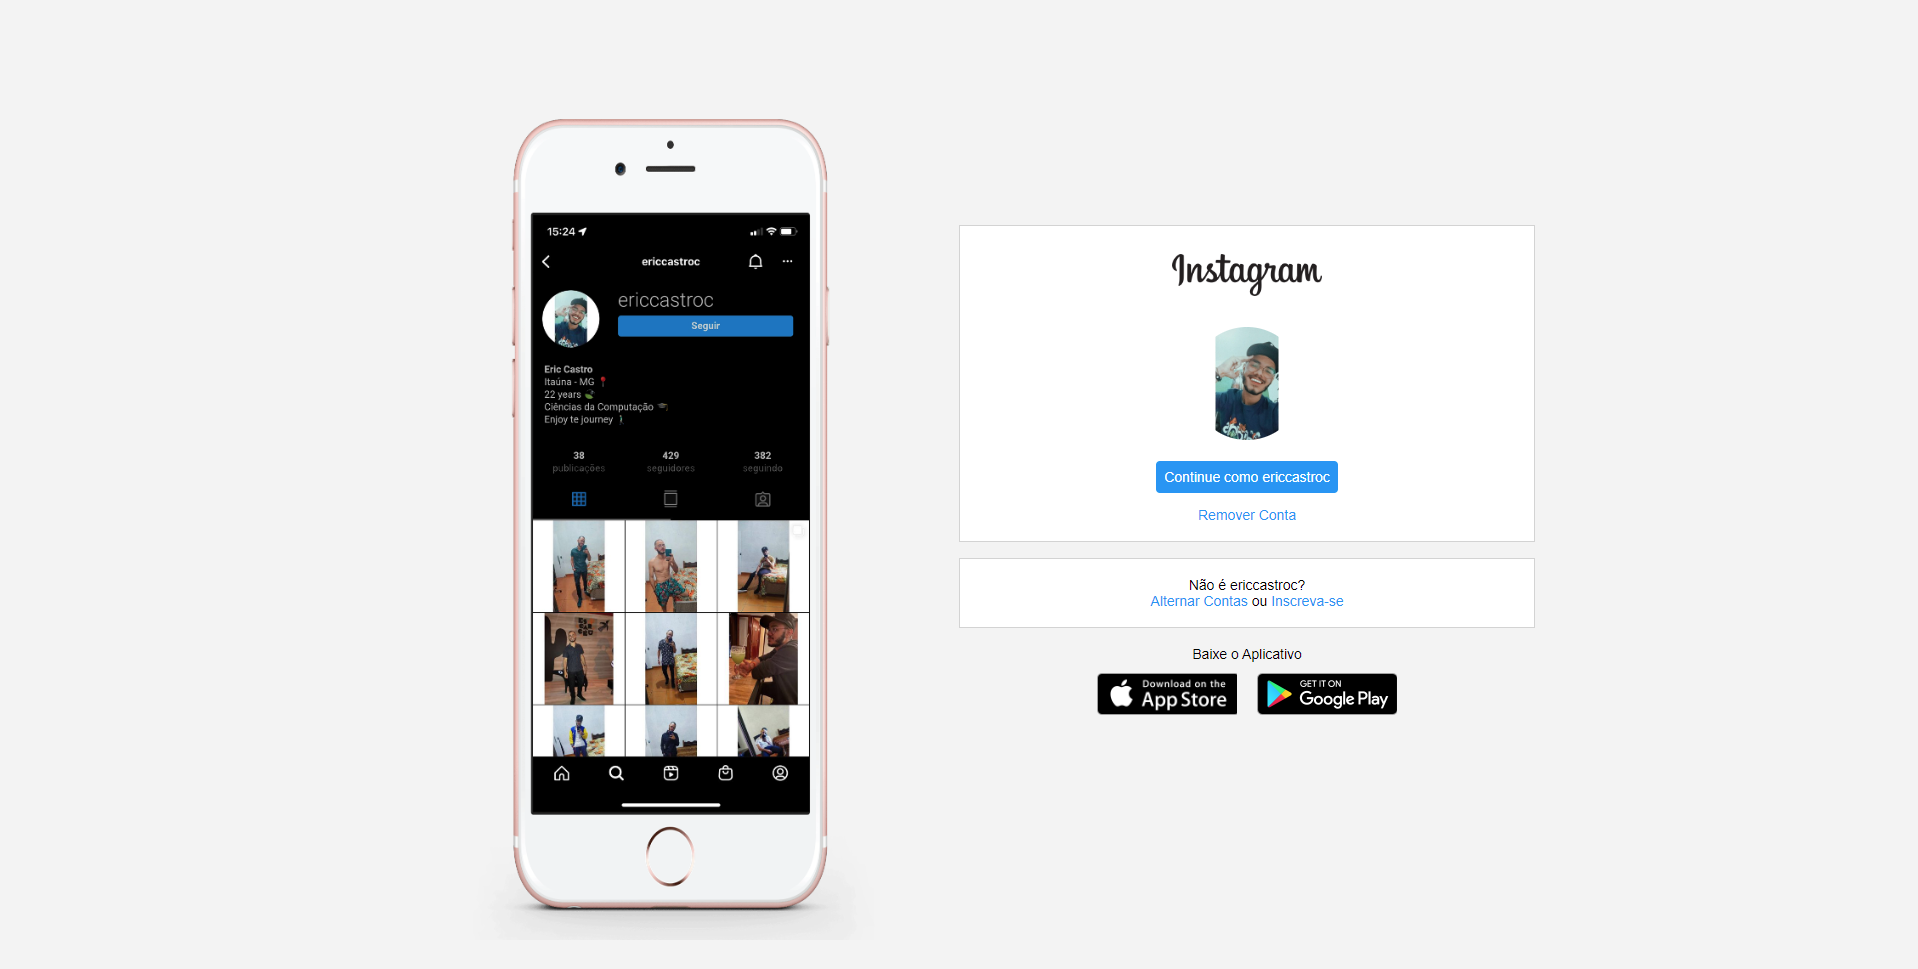 15:24
ericcastroc
ericcastroc
Seguir
Eric Castro
Itaúna - MG 📍
22 years 🍃
Ciências da Computação 🎓
Enjoy te journey 🚶
38
publicações
429
seguidores
382
seguindo
Instagram
Continue como ericcastroc
Remover Conta
Não é ericcastroc?
Alternar Contas ou Inscreva-se
Baixe o Aplicativo
Download on the
App Store
GET IT ON
Google Play